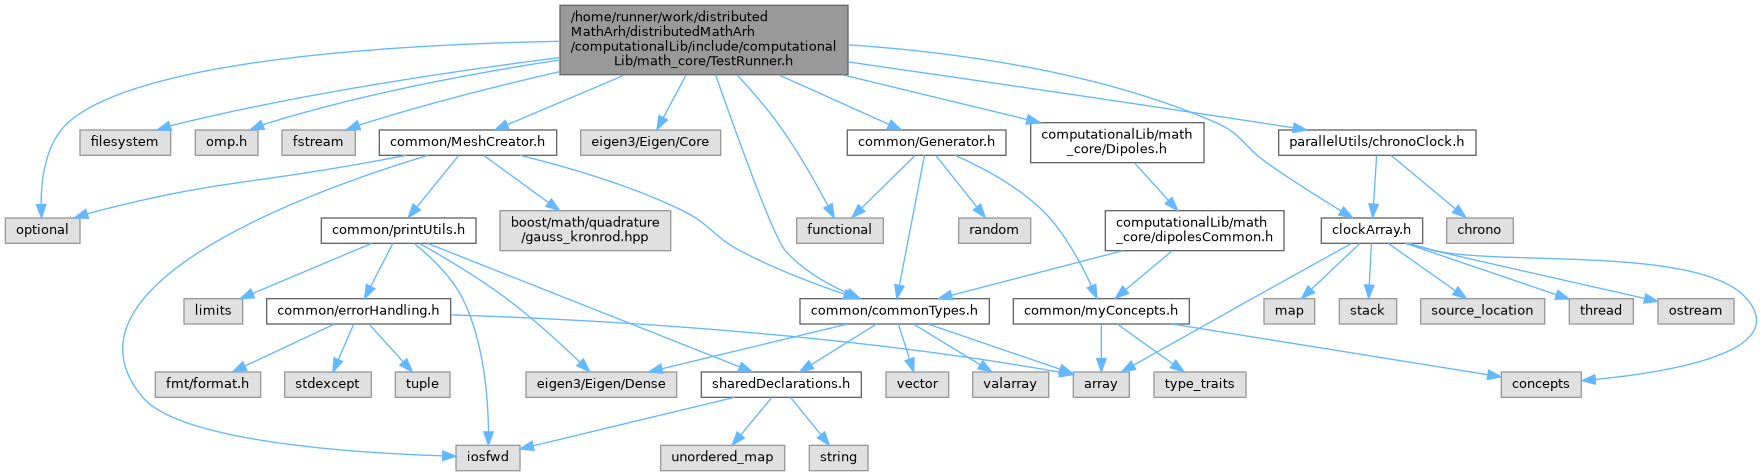 /home/runner/work/distributed
MathArh/distributedMathArh
/computationalLib/include/computational
Lib/math_core/TestRunner.h
filesystem
omp.h
fstream
common/MeshCreator.h
eigen3/Eigen/Core
common/Generator.h
computationalLib/math
_core/Dipoles.h
parallelUtils/chronoClock.h
optional
common/printUtils.h
boost/math/quadrature
/gauss_kronrod.hpp
functional
random
computationalLib/math
_core/dipolesCommon.h
clockArray.h
chrono
limits
common/errorHandling.h
common/commonTypes.h
common/myConcepts.h
map
stack
source_location
thread
ostream
fmt/format.h
stdexcept
tuple
eigen3/Eigen/Dense
sharedDeclarations.h
vector
valarray
array
type_traits
concepts
iosfwd
unordered_map
string